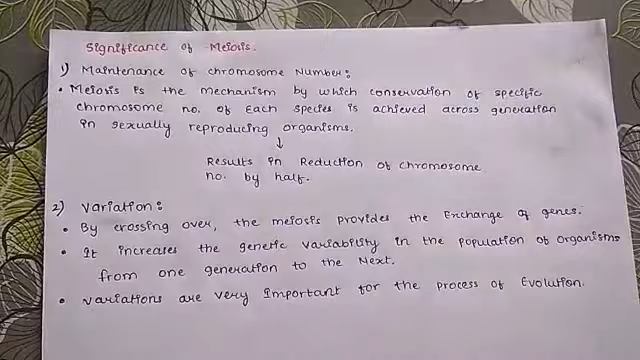 Significance of Meiosis.
1) Maintenance of chromosome Number:
• Meiosis is the mechanism by which conservation of specific
chromosome no. of Each species is achieved across generation
in sexually reproducing organisms.
↓
Results in Reduction of chromosome
no. by half.
2) Variation:
• By crossing over, the meiosis provides the Exchange of genes.
• It increases the genetic variability in the population of organisms
from one generation to the Next.
• Variations are very Important for the process of Evolution.